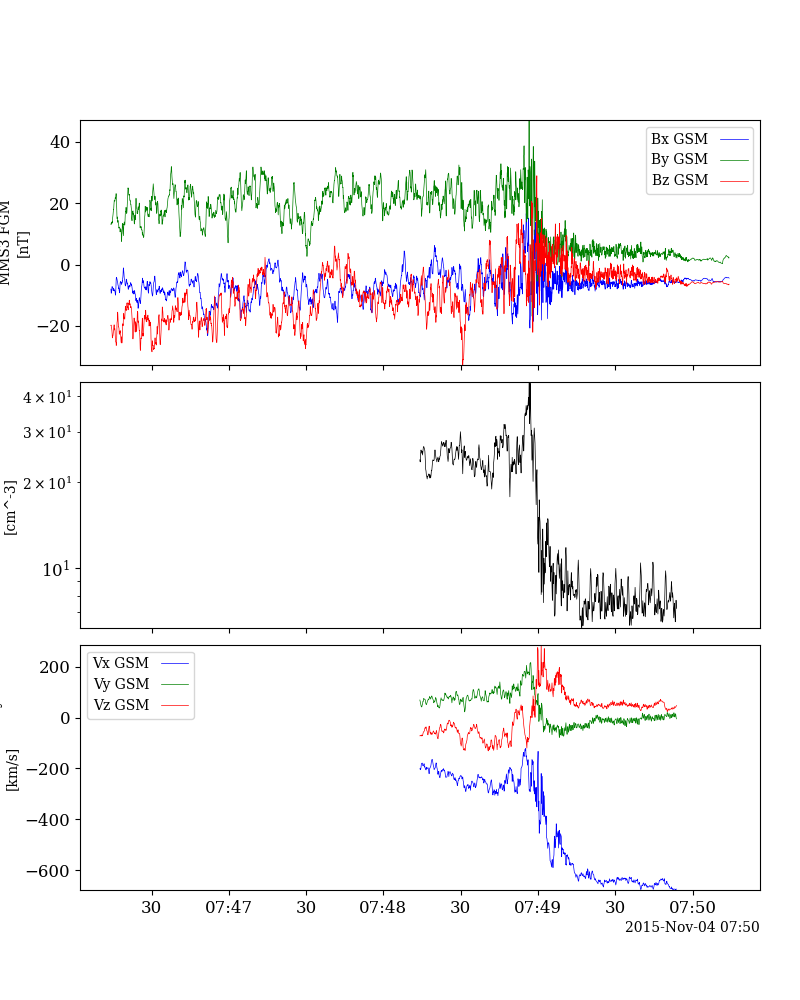 MMS3 FGM
[nT]
40
20
0
−20
Bx GSM
By GSM
Bz GSM
[cm^-3]
4 × 10¹
3 × 10¹
2 × 10¹
10¹
[km/s]
200
0
−200
−400
−600
Vx GSM
Vy GSM
Vz GSM
30 07:47 30 07:48 30 07:49 30 07:50
2015-Nov-04 07:50